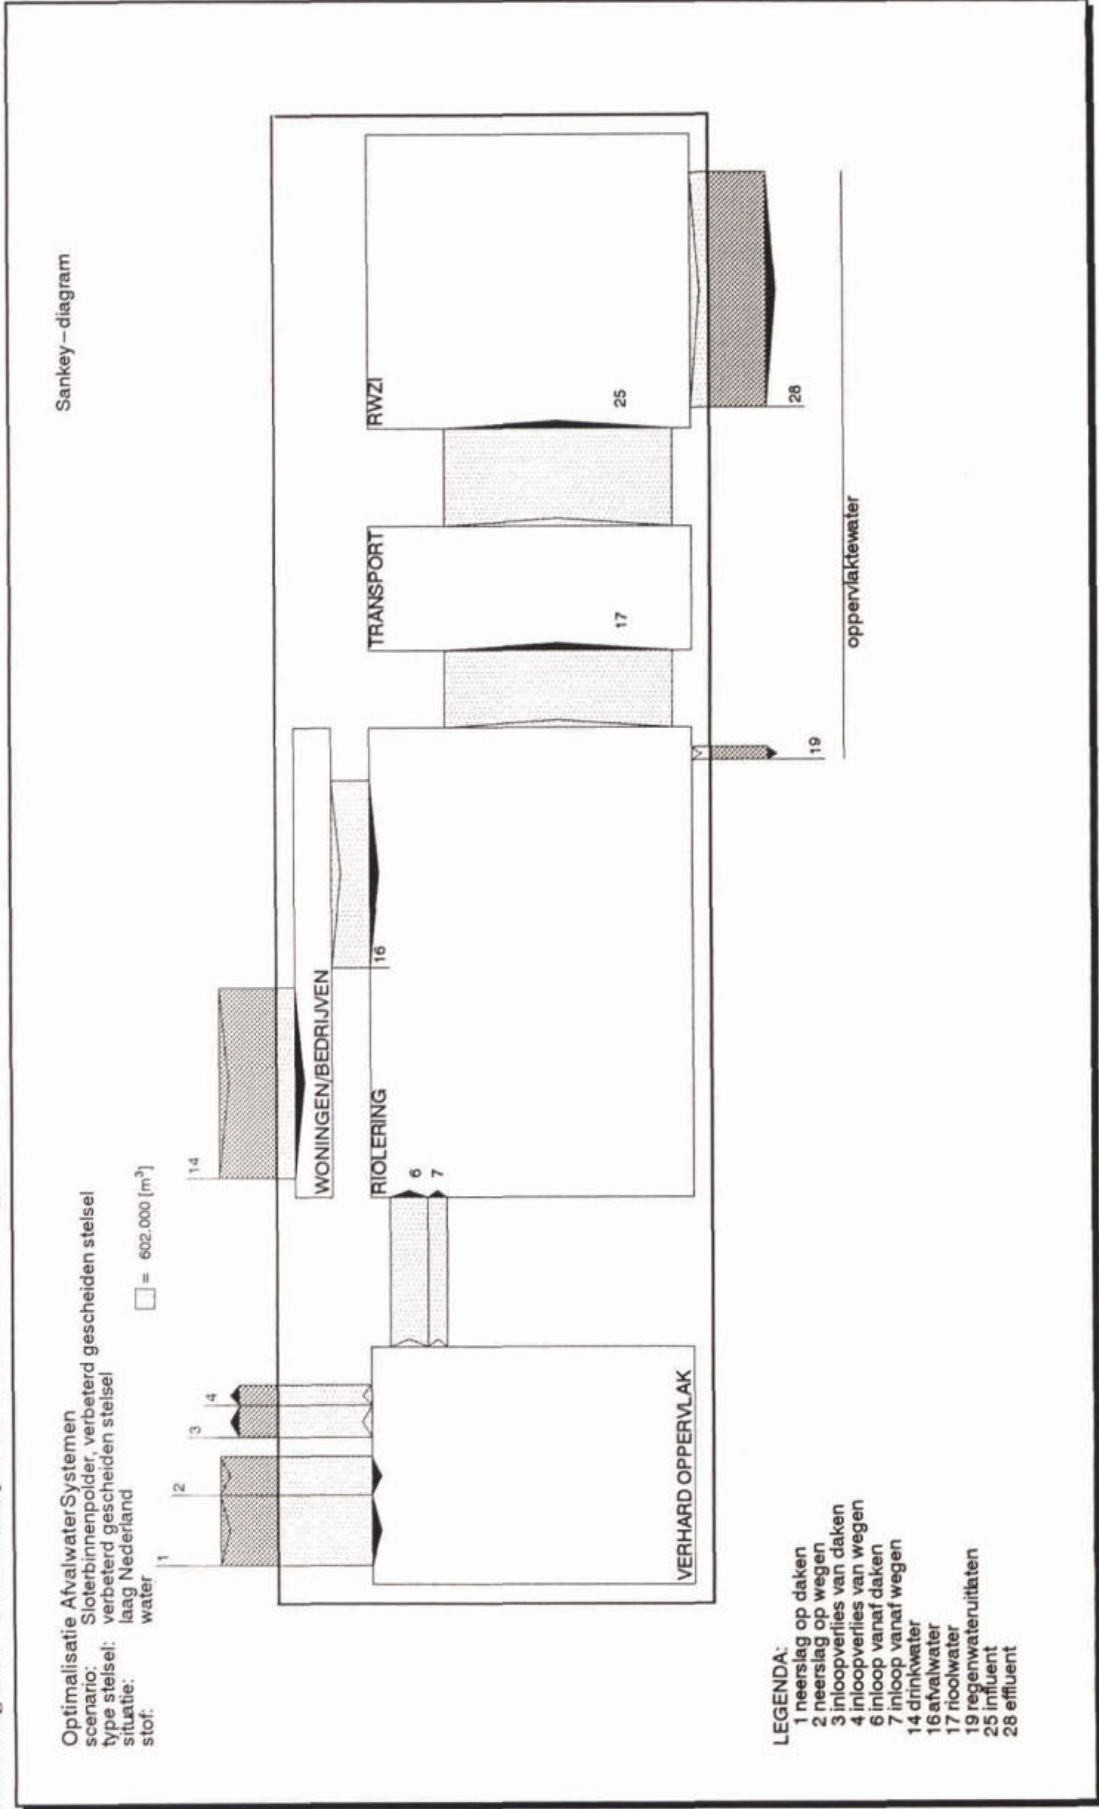 Sankey-diagram
Optimalisatie AfvalwaterSystemen
scenario: Sloterbinnenpolder, verbeterd gescheiden stelsel
type stelsel: verbeterd gescheiden stelsel
situatie: laag Nederland
stof: water
= 602.000 [m³]
1
2
3
4
14
WONINGEN/BEDRIJVEN
16
RIOLERING
6
7
TRANSPORT
17
RWZI
25
VERHARD OPPERVLAK
19
28
oppervlaktewater
LEGENDA:
1 neerslag op daken
2 neerslag op wegen
3 inloopverlies van daken
4 inloopverlies van wegen
6 inloop vanaf daken
7 inloop vanaf wegen
14 drinkwater
16 afvalwater
17 rioolwater
19 regenwateruitlaten
25 influent
28 effluent